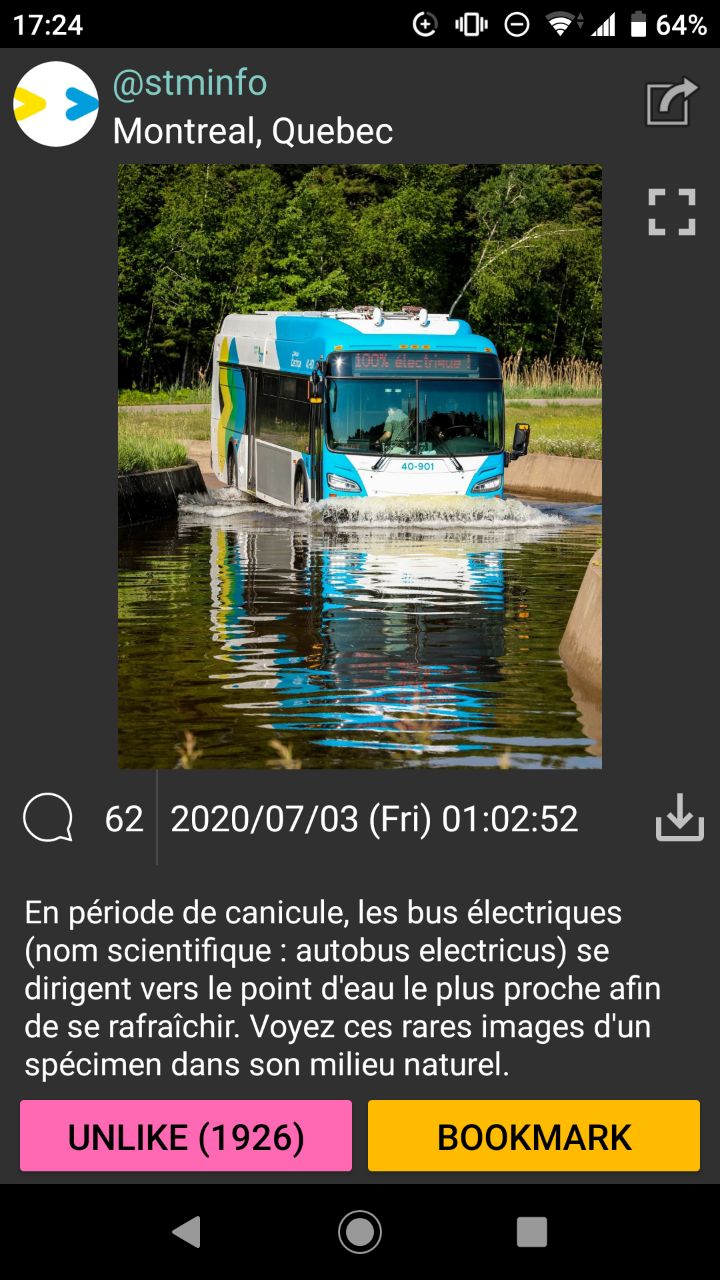 17:24
64%
@stminfo
Montreal, Quebec
100% électrique !
40-901
62
2020/07/03 (Fri) 01:02:52
En période de canicule, les bus électriques
(nom scientifique : autobus electricus) se
dirigent vers le point d'eau le plus proche afin
de se rafraîchir. Voyez ces rares images d'un
spécimen dans son milieu naturel.
UNLIKE (1926)
BOOKMARK